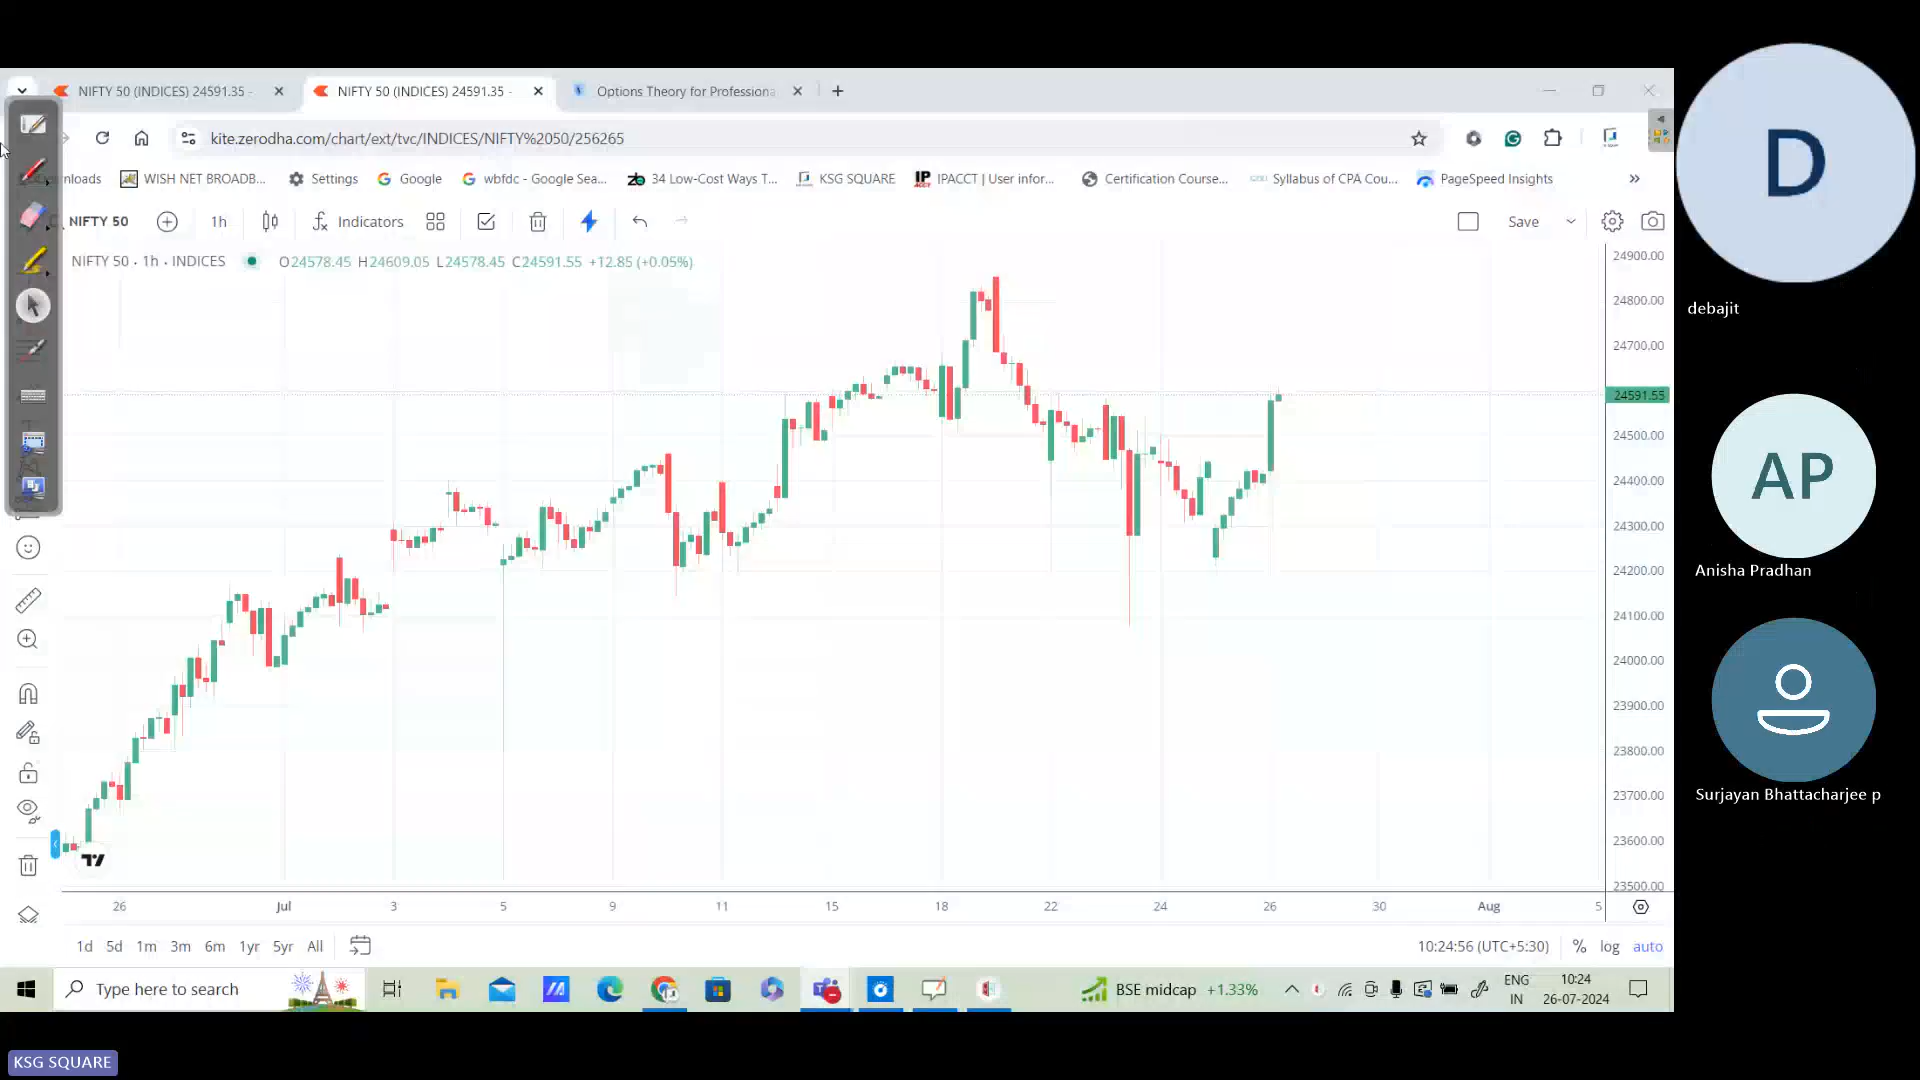 NIFTY 50 (INDICES) 24591.35 -
NIFTY 50 (INDICES) 24591.35 -
Options Theory for Professiona
kite.zerodha.com/chart/ext/tvc/INDICES/NIFTY%2050/256265
WISH NET BROADB...
Settings
Google
wbfdc - Google Sea...
34 Low-Cost Ways T...
KSG SQUARE
IPACCT | User infor...
Certification Course...
Syllabus of CPA Cou...
PageSpeed Insights
NIFTY 50
1h
Indicators
Save
NIFTY 50 · 1h · INDICES
O24578.45 H24609.05 L24578.45 C24591.55 +12.85 (+0.05%)
24900.00
24800.00
24700.00
24591.55
24500.00
24400.00
24300.00
24200.00
24100.00
24000.00
23900.00
23800.00
23700.00
23600.00
23500.00
26
Jul
3
5
9
11
15
18
22
24
26
30
Aug
5
1d 5d 1m 3m 6m 1yr 5yr All
10:24:56 (UTC+5:30)
% log auto
Type here to search
BSE midcap +1.33%
ENG
IN
10:24
26-07-2024
D
debajit
AP
Anisha Pradhan
Surjayan Bhattacharjee p
KSG SQUARE